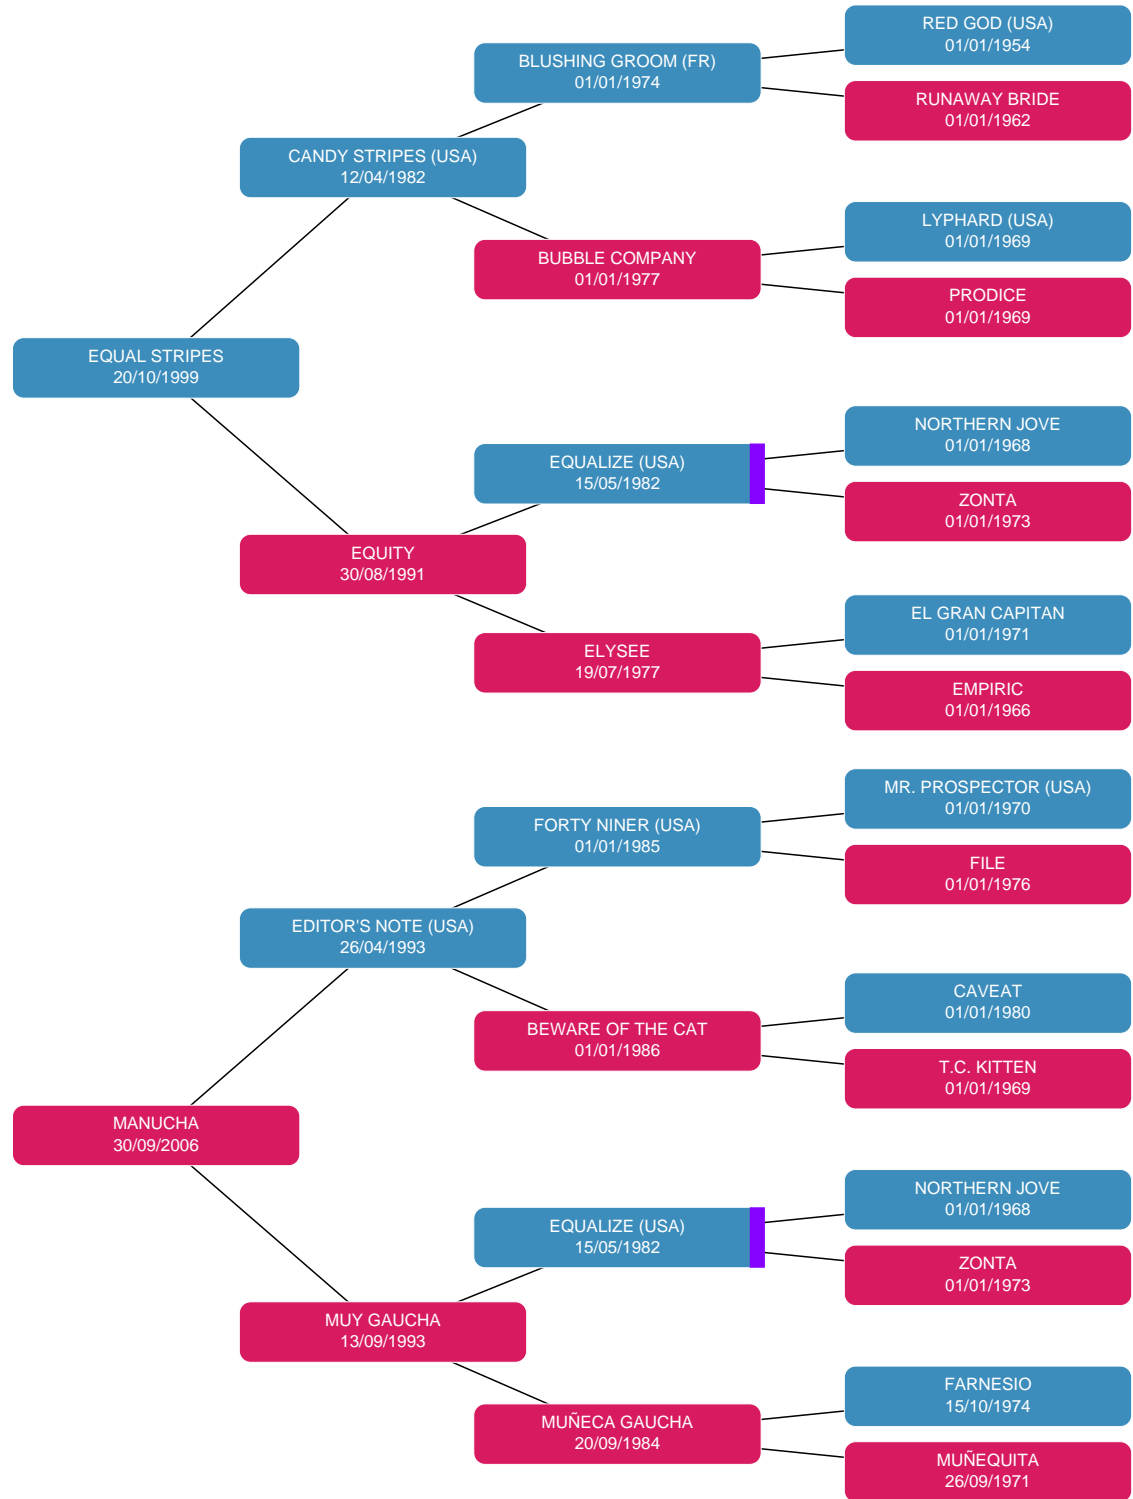 RED GOD (USA)
01/01/1954
BLUSHING GROOM (FR)
01/01/1974
RUNAWAY BRIDE
01/01/1962
CANDY STRIPES (USA)
12/04/1982
LYPHARD (USA)
01/01/1969
BUBBLE COMPANY
01/01/1977
PRODICE
01/01/1969
EQUAL STRIPES
20/10/1999
NORTHERN JOVE
01/01/1968
EQUALIZE (USA)
15/05/1982
ZONTA
01/01/1973
EQUITY
30/08/1991
EL GRAN CAPITAN
01/01/1971
ELYSEE
19/07/1977
EMPIRIC
01/01/1966
MR. PROSPECTOR (USA)
01/01/1970
FORTY NINER (USA)
01/01/1985
FILE
01/01/1976
EDITOR'S NOTE (USA)
26/04/1993
CAVEAT
01/01/1980
BEWARE OF THE CAT
01/01/1986
T.C. KITTEN
01/01/1969
MANUCHA
30/09/2006
NORTHERN JOVE
01/01/1968
EQUALIZE (USA)
15/05/1982
ZONTA
01/01/1973
MUY GAUCHA
13/09/1993
FARNESIO
15/10/1974
MUÑECA GAUCHA
20/09/1984
MUÑEQUITA
26/09/1971